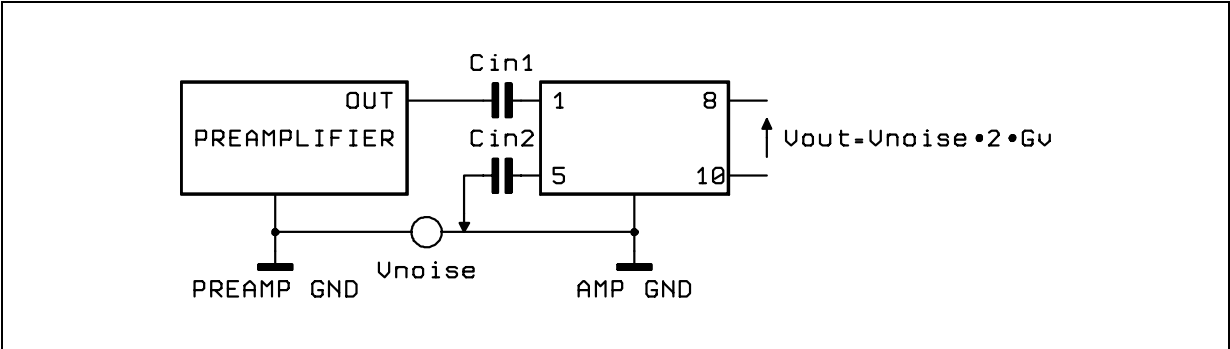 Cin1
OUT
1
8
PREAMPLIFIER
Cin2
Vout=Vnoise•2•Gv
5
10
Vnoise
PREAMP GND
AMP GND